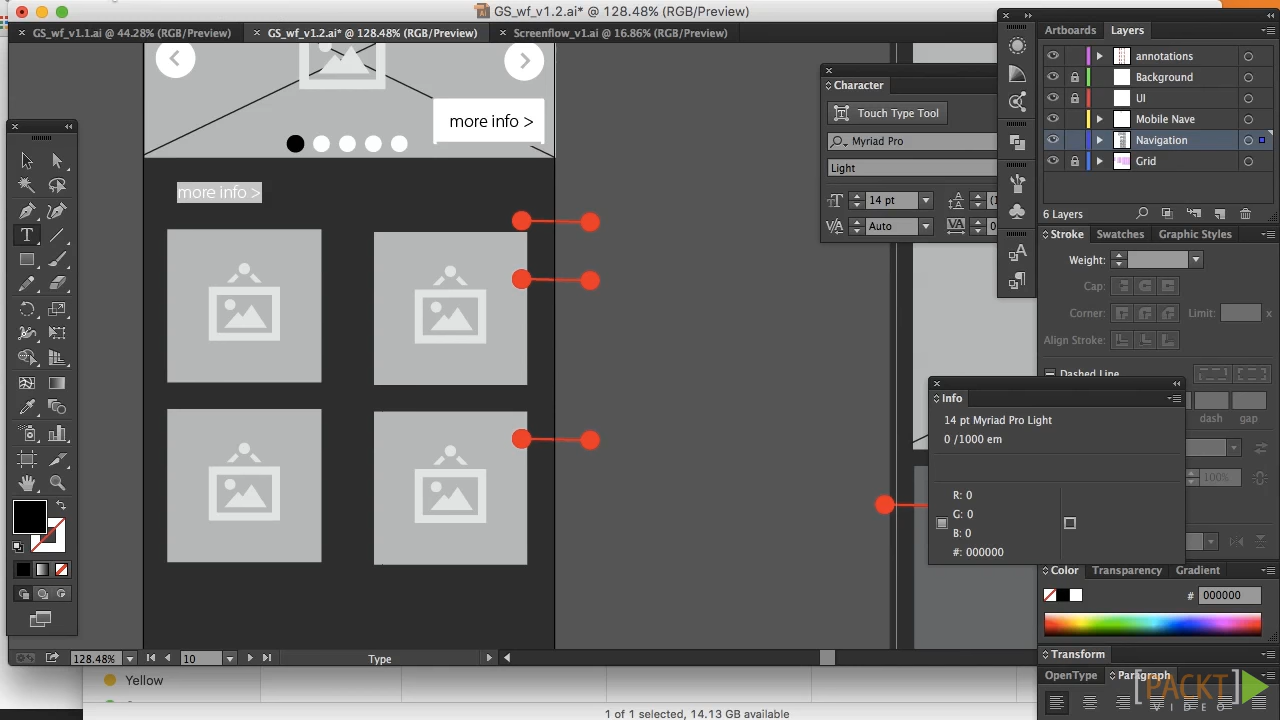 GS_wf_v1.2.ai* @ 128.48% (RGB/Preview)
GS_wf_v1.1.ai @ 44.28% (RGB/Preview)
GS_wf_v1.2.ai* @ 128.48% (RGB/Preview)
Screenflow_v1.ai @ 16.86% (RGB/Preview)
more info >
more info >
Character
Touch Type Tool
Myriad Pro
Light
14 pt
Auto
0
Artboards
Layers
annotations
Background
UI
Mobile Nave
Navigation
Grid
6 Layers
Stroke
Swatches
Graphic Styles
Weight:
Cap:
Corner:
Limit:
x
Align Stroke:
Dashed Line
dash
gap
100%
Info
14 pt Myriad Pro Light
0 /1000 em
R: 0
G: 0
B: 0
#: 000000
Color
Transparency
Gradient
# 000000
Transform
OpenType
Paragraph
128.48%
10
Type
Yellow
1 of 1 selected, 14.13 GB available
[PACKT]
VIDEO